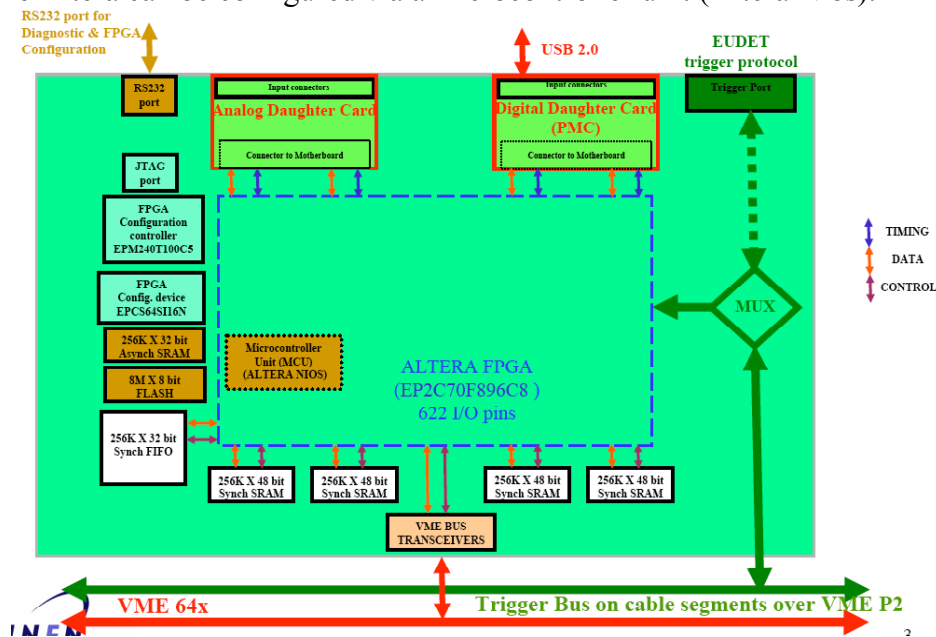 RS232 port for
Diagnostic & FPGA
Configuration
USB 2.0
EUDET
trigger protocol
RS232
port
Input connectors
Analog Daughter Card
Connector to Motherboard
Input connectors
Digital Daughter Card
(PMC)
Connector to Motherboard
Trigger Port
JTAG
port
FPGA
Configuration
controller
EPM240T100C5
FPGA
Config. device
EPCS64SI16N
256K X 32 bit
Asynch SRAM
8M X 8 bit
FLASH
256K X 32 bit
Synch FIFO
Microcontroller
Unit (MCU)
(ALTERA NIOS)
ALTERA FPGA
(EP2C70F896C8 )
622 I/O pins
MUX
TIMING
DATA
CONTROL
256K X 48 bit
Synch SRAM
256K X 48 bit
Synch SRAM
256K X 48 bit
Synch SRAM
256K X 48 bit
Synch SRAM
VME BUS
TRANSCEIVERS
VME 64x
Trigger Bus on cable segments over VME P2
INFN
3